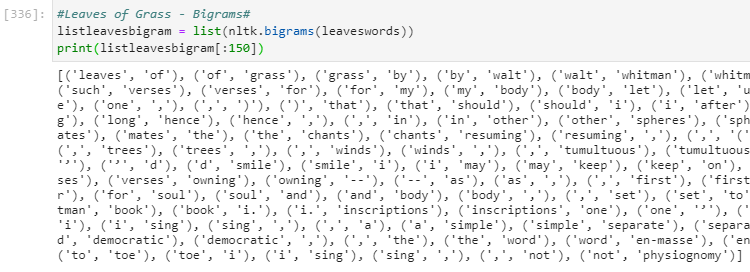 [336]: #Leaves of Grass - Bigrams#
listleavesbigram = list(nltk.bigrams(leaveswords))
print(listleavesbigram[:150])
[('leaves', 'of'), ('of', 'grass'), ('grass', 'by'), ('by', 'walt'), ('walt', 'whitman'), ('whitm
('such', 'verses'), ('verses', 'for'), ('for', 'my'), ('my', 'body'), ('body', 'let'), ('let', 'u
e'), ('one', ','), (',', ')'), (')', 'that'), ('that', 'should'), ('should', 'i'), ('i', 'after')
g'), ('long', 'hence'), ('hence', ','), (',', 'in'), ('in', 'other'), ('other', 'spheres'), ('sph
ates'), ('mates', 'the'), ('the', 'chants'), ('chants', 'resuming'), ('resuming', ','), (',', '('
(',', 'trees'), ('trees', ','), (',', 'winds'), ('winds', ','), (',', 'tumultuous'), ('tumultuous
'’'), ('’', 'd'), ('d', 'smile'), ('smile', 'i'), ('i', 'may'), ('may', 'keep'), ('keep', 'on'),
ses'), ('verses', 'owning'), ('owning', '--'), ('--', 'as'), ('as', ','), (',', 'first'), ('first
r'), ('for', 'soul'), ('soul', 'and'), ('and', 'body'), ('body', ','), (',', 'set'), ('set', 'to'
tman', 'book'), ('book', 'i.'), ('i.', 'inscriptions'), ('inscriptions', 'one'), ('one', '’'), ('
'i'), ('i', 'sing'), ('sing', ','), (',', 'a'), ('a', 'simple'), ('simple', 'separate'), ('separa
d', 'democratic'), ('democratic', ','), (',', 'the'), ('the', 'word'), ('word', 'en-masse'), ('en
('to', 'toe'), ('toe', 'i'), ('i', 'sing'), ('sing', ','), (',', 'not'), ('not', 'physiognomy')]